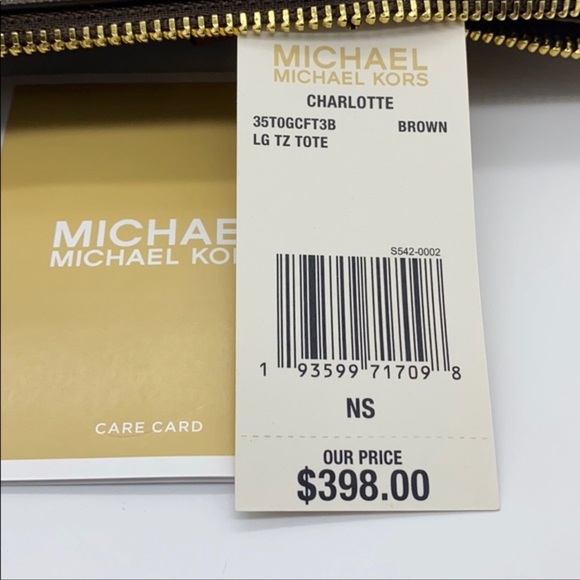 MICHAEL
MICHAEL KORS
CHARLOTTE
35T0GCFT3B BROWN
LG TZ TOTE
S542-0002
1 93599 71709 8
NS
OUR PRICE
$398.00
MICHAE
MICHAEL KOR
CARE CARD